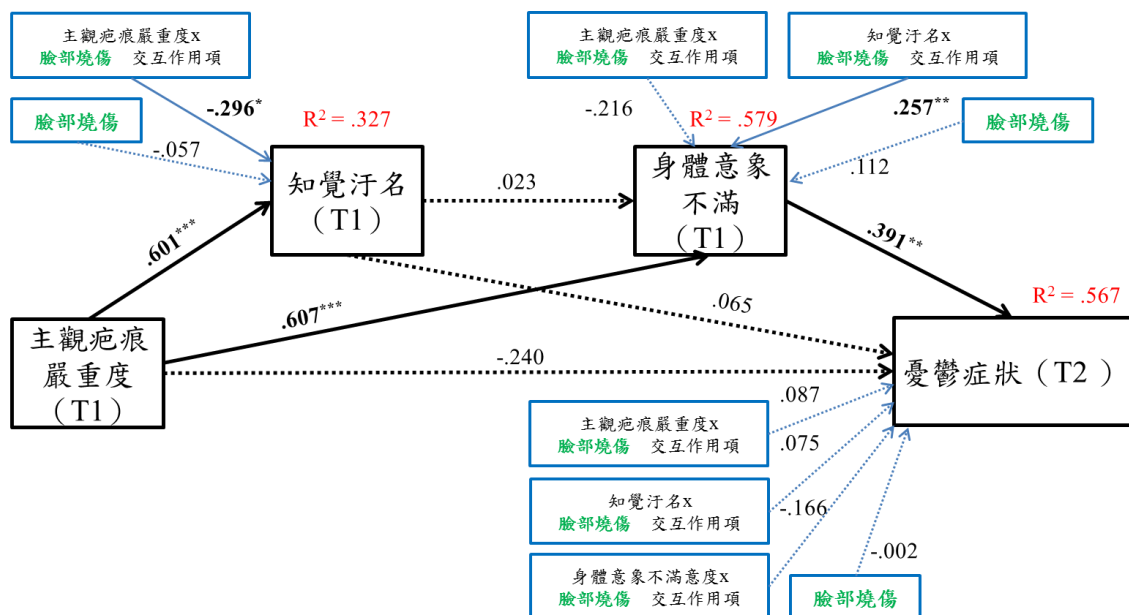 主觀疤痕嚴重度x
臉部燒傷 交互作用項
主觀疤痕嚴重度x
臉部燒傷 交互作用項
知覺汙名x
臉部燒傷 交互作用項
臉部燒傷
-.296*
-.057
R² = .327
-.216
R² = .579
.257**
臉部燒傷
.112
知覺汙名
（T1）
.023
身體意象
不滿
（T1）
.601***
.607***
.065
.391**
R² = .567
主觀疤痕
嚴重度
（T1）
-.240
憂鬱症狀（T2 ）
.087
主觀疤痕嚴重度x
臉部燒傷 交互作用項
.075
知覺汙名x
臉部燒傷 交互作用項
-.166
身體意象不滿意度x
臉部燒傷 交互作用項
-.002
臉部燒傷